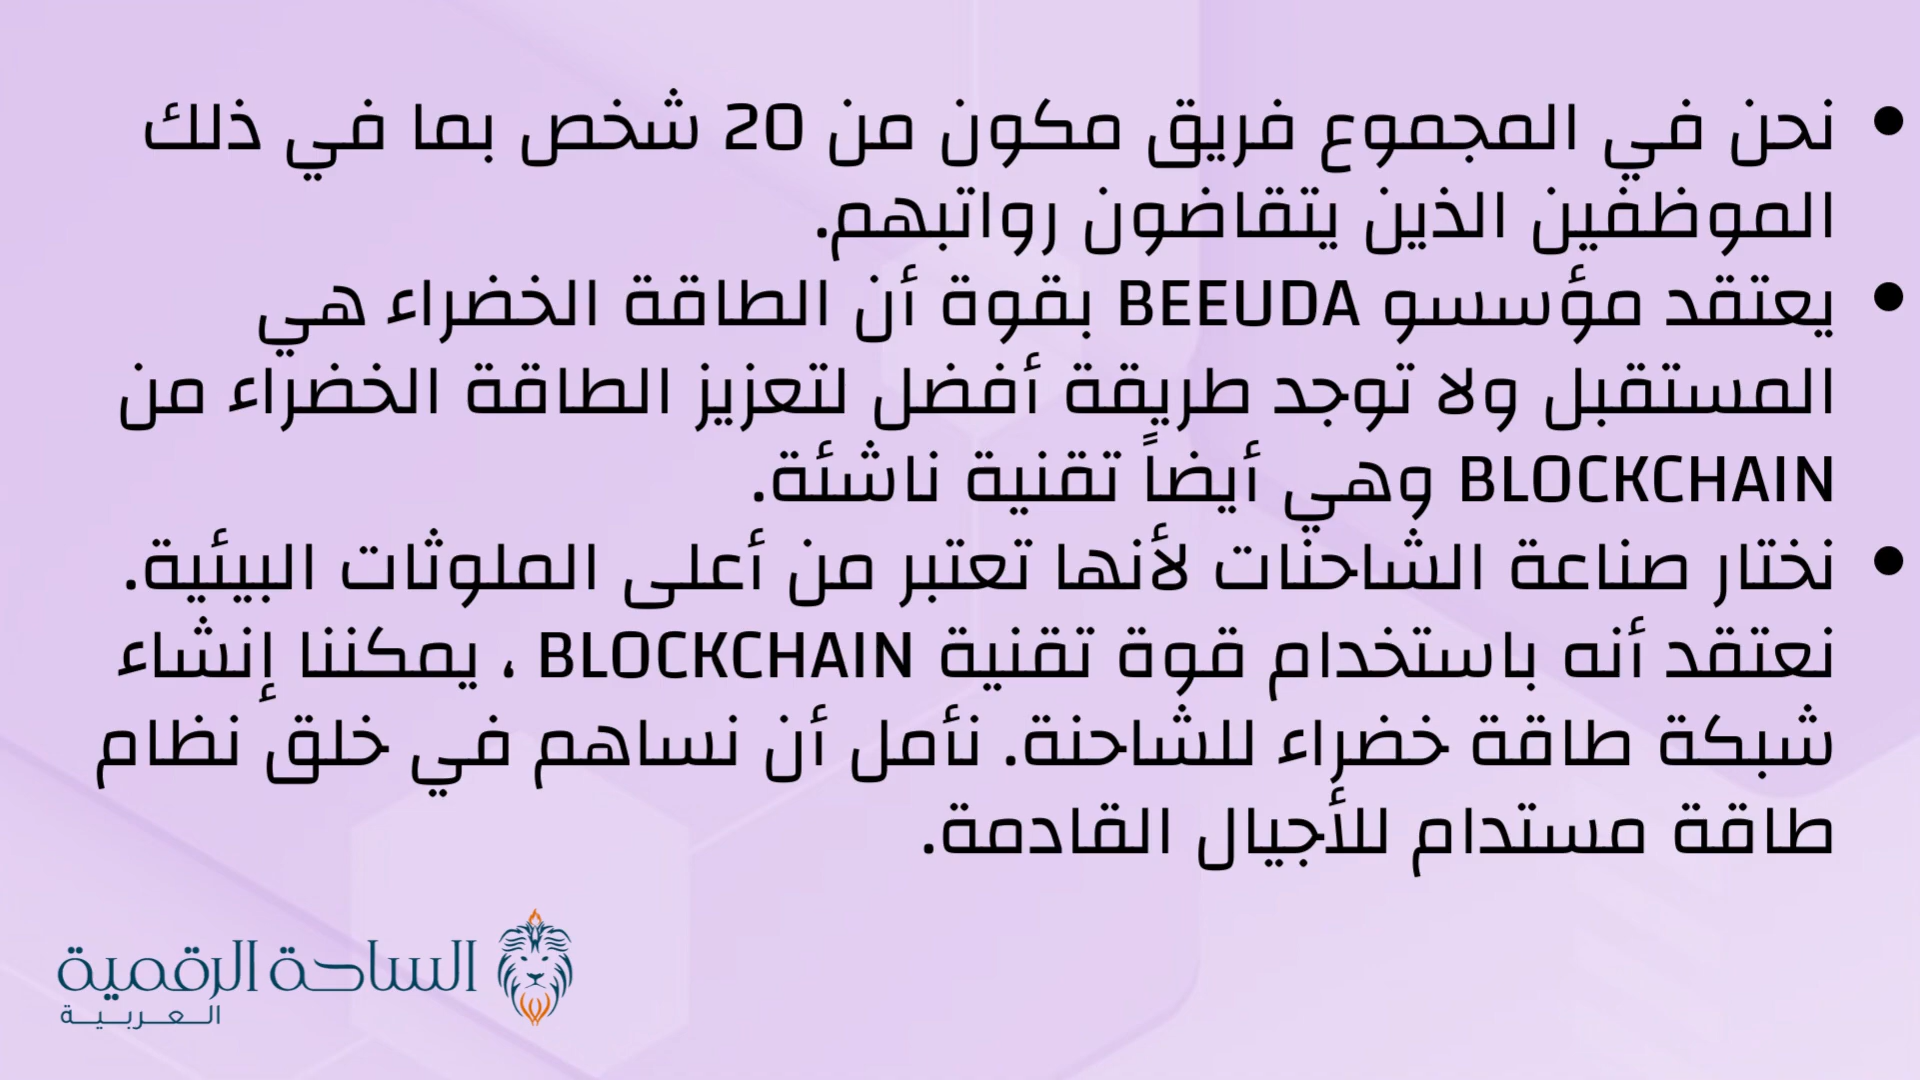 • نحن في المجموع فريق مكون من 20 شخص بما في ذلك
الموظفين الذين يتقاضون رواتبهم.
• يعتقد مؤسسو BEEUDA بقوة أن الطاقة الخضراء هي
المستقبل ولا توجد طريقة أفضل لتعزيز الطاقة الخضراء من
BLOCKCHAIN وهي أيضاً تقنية ناشئة.
• نختار صناعة الشاحنات لأنها تعتبر من أعلى الملوثات البيئية.
نعتقد أنه باستخدام قوة تقنية BLOCKCHAIN ، يمكننا إنشاء
شبكة طاقة خضراء للشاحنة. نأمل أن نساهم في خلق نظام
طاقة مستدام للأجيال القادمة.
الساحة الرقمية
العربية